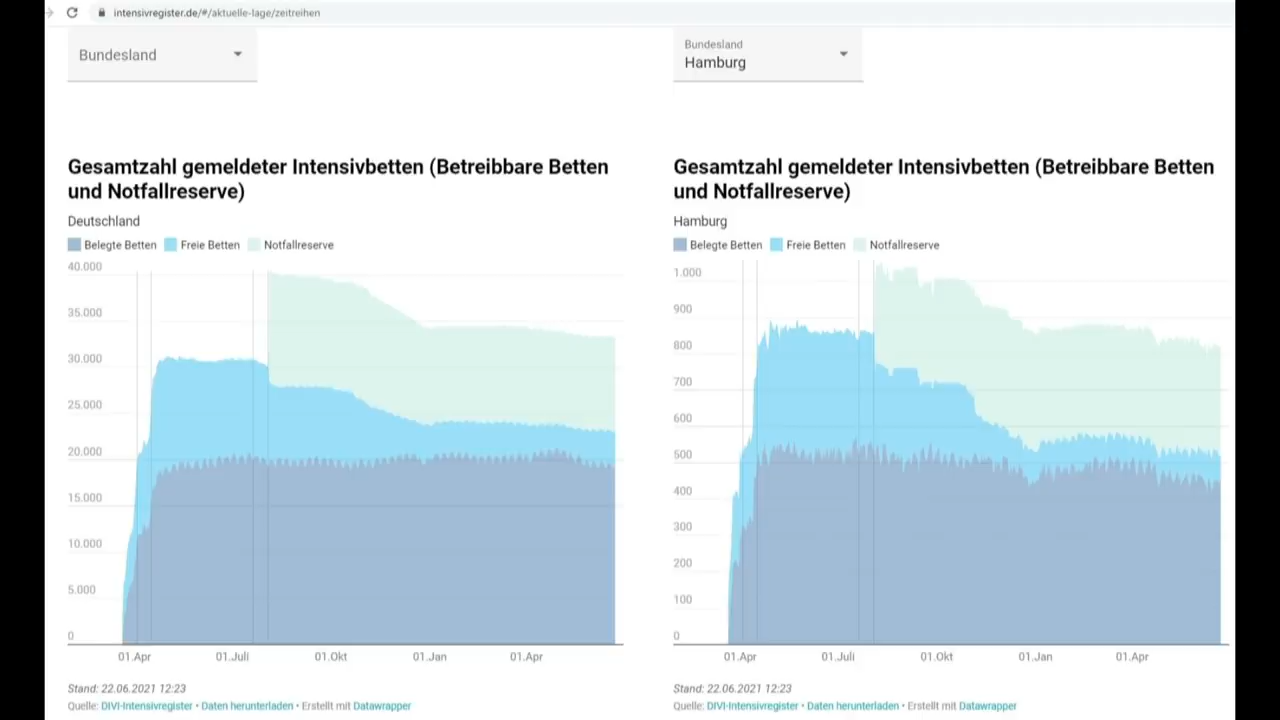 intensivregister.de/#/aktuelle-lage/zeitreihen
Bundesland
Bundesland
Hamburg
Gesamtzahl gemeldeter Intensivbetten (Betreibbare Betten
und Notfallreserve)
Deutschland
Belegte Betten Freie Betten Notfallreserve
40.000
35.000
30.000
25.000
20.000
15.000
10.000
5.000
0
01.Apr 01.Juli 01.Okt 01.Jan 01.Apr
Stand: 22.06.2021 12:23
Quelle: DIVI-Intensivregister • Daten herunterladen • Erstellt mit Datawrapper
Gesamtzahl gemeldeter Intensivbetten (Betreibbare Betten
und Notfallreserve)
Hamburg
Belegte Betten Freie Betten Notfallreserve
1.000
900
800
700
600
500
400
300
200
100
0
01.Apr 01.Juli 01.Okt 01.Jan 01.Apr
Stand: 22.06.2021 12:23
Quelle: DIVI-Intensivregister • Daten herunterladen • Erstellt mit Datawrapper